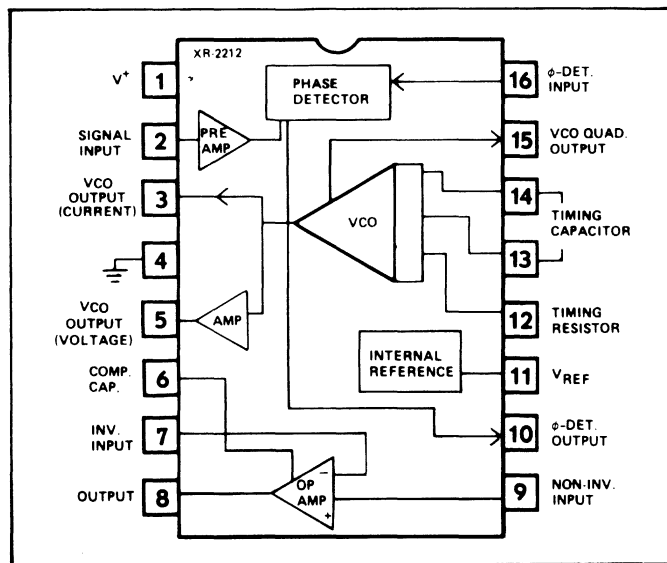 XR-2212
V+
1
SIGNAL
INPUT
2
VCO
OUTPUT
(CURRENT)
3
4
VCO
OUTPUT
(VOLTAGE)
5
COMP.
CAP.
6
INV.
INPUT
7
OUTPUT
8
PHASE
DETECTOR
PRE
AMP
VCO
AMP
INTERNAL
REFERENCE
OP
AMP
−
+
16
φ-DET.
INPUT
15
VCO QUAD.
OUTPUT
14
TIMING
CAPACITOR
13
12
TIMING
RESISTOR
11
VREF
10
φ-DET.
OUTPUT
9
NON-INV.
INPUT